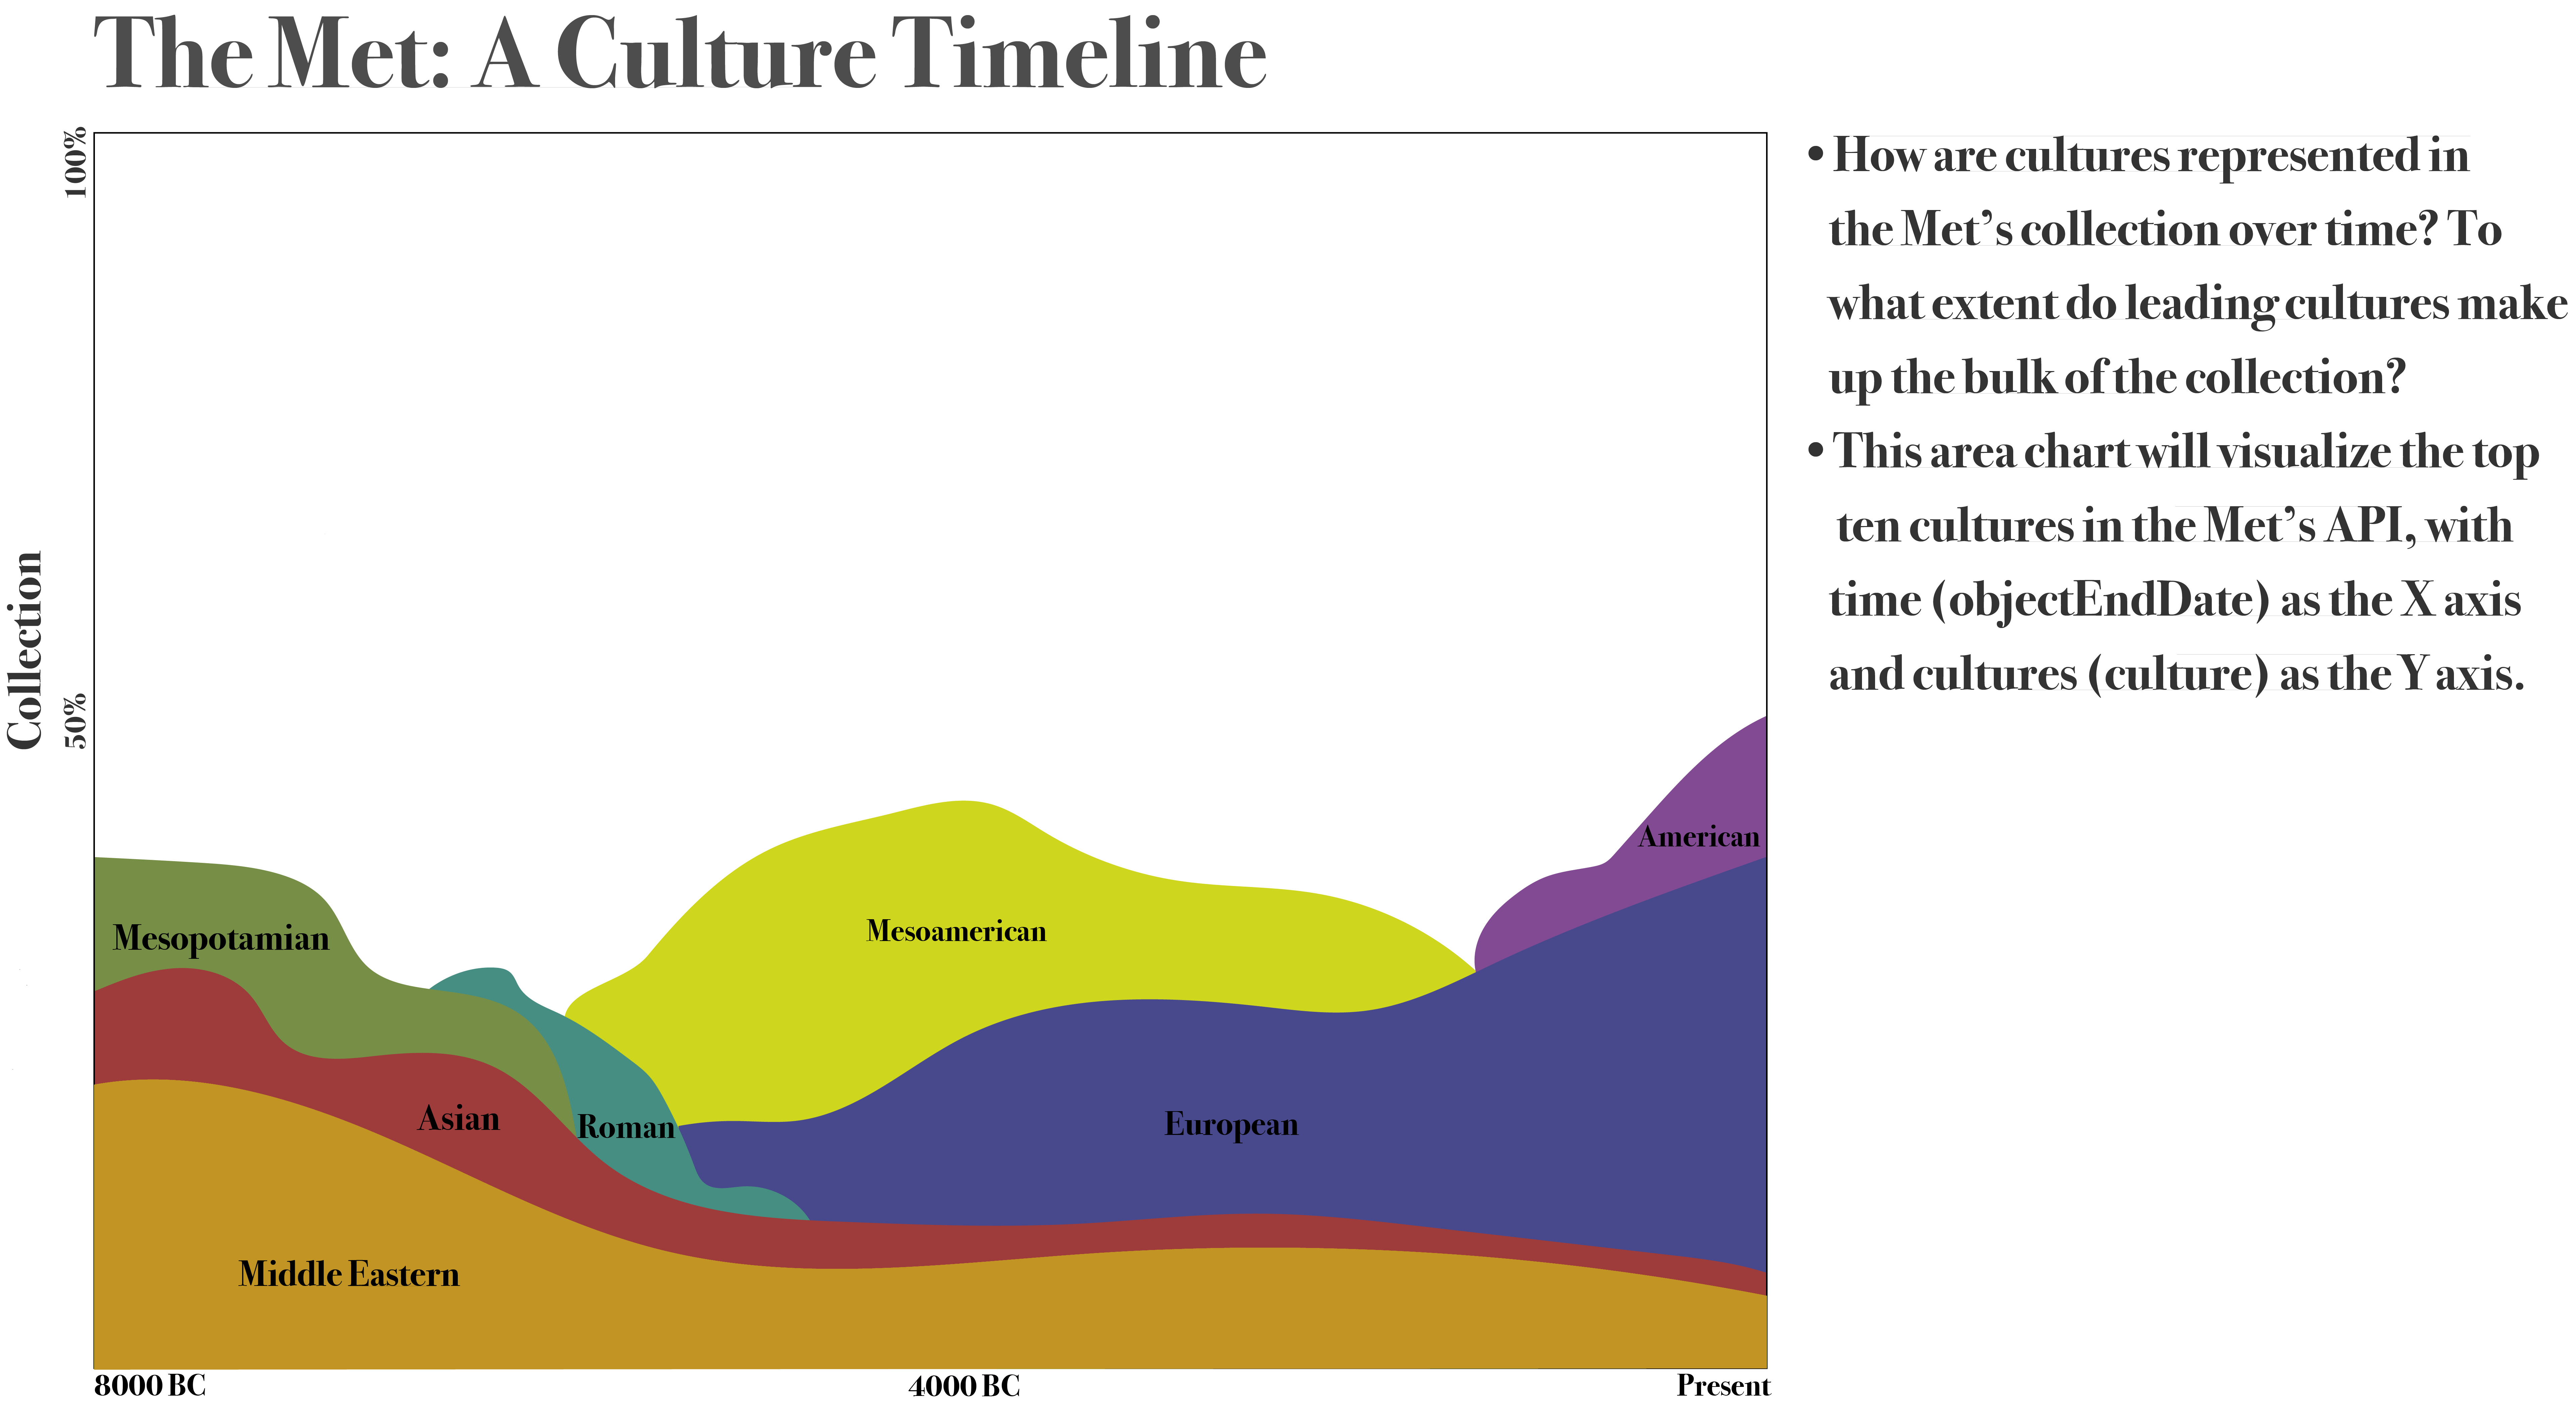 The Met: A Culture Timeline
100%
50%
Collection
Mesopotamian
Asian
Roman
Middle Eastern
Mesoamerican
European
American
8000 BC
4000 BC
Present
• How are cultures represented in
the Met’s collection over time? To
what extent do leading cultures make
up the bulk of the collection?
• This area chart will visualize the top
ten cultures in the Met’s API, with
time (objectEndDate) as the X axis
and cultures (culture) as the Y axis.